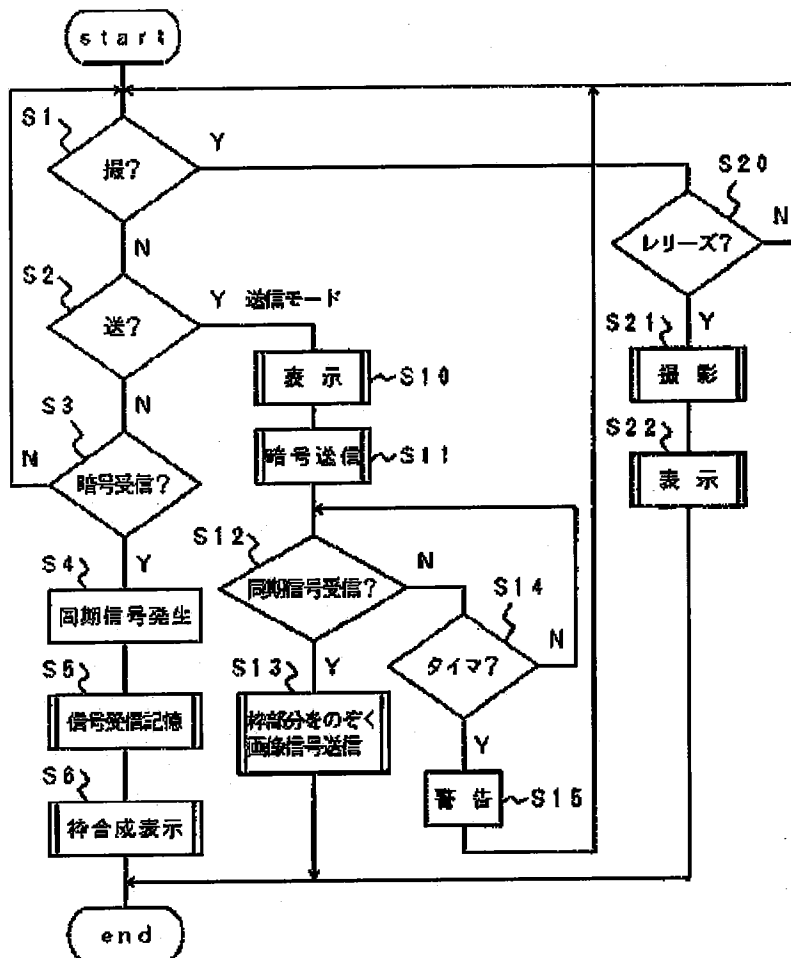 start
S1
撮?
Y
N
S20
レリーズ?
N
S2
送?
Y 送信モード
N
S21
Y
撮影
表示
S10
S3
暗号受信?
N
Y
暗号送信
S11
S22
表示
S12
同期信号受信?
N
Y
S4
同期信号発生
S14
タイマ?
N
Y
S5
信号受信記憶
S13
枠部分をのぞく
画像信号送信
S6
枠合成表示
警告
S15
end